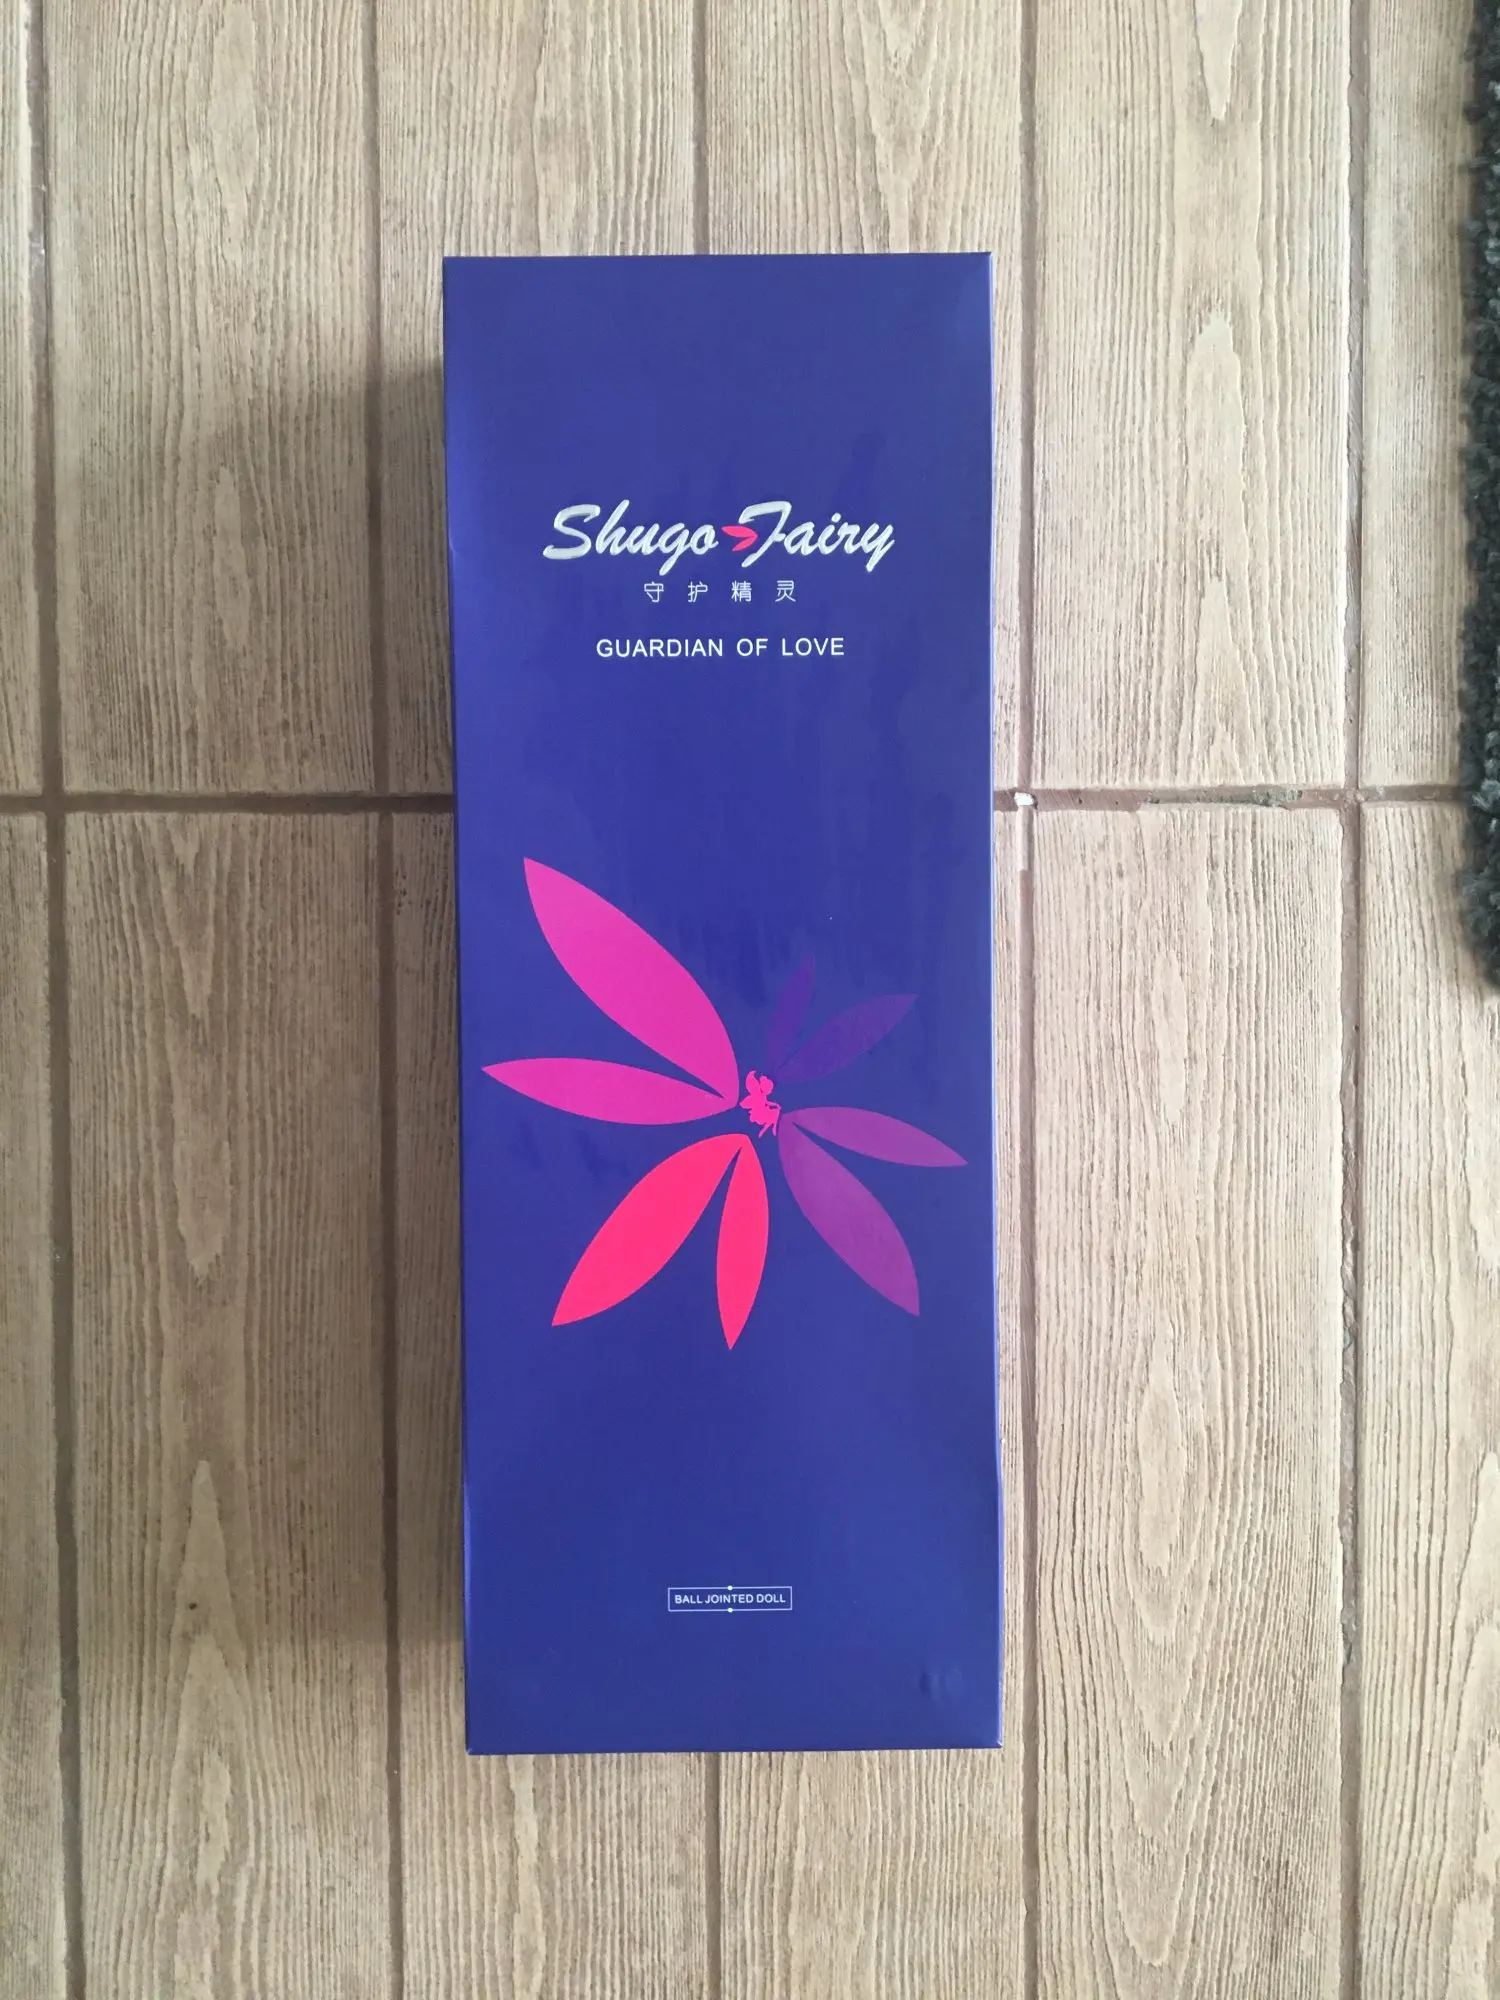 Shugo Fairy
守护精灵
GUARDIAN OF LOVE
BALL JOINTED DOLL